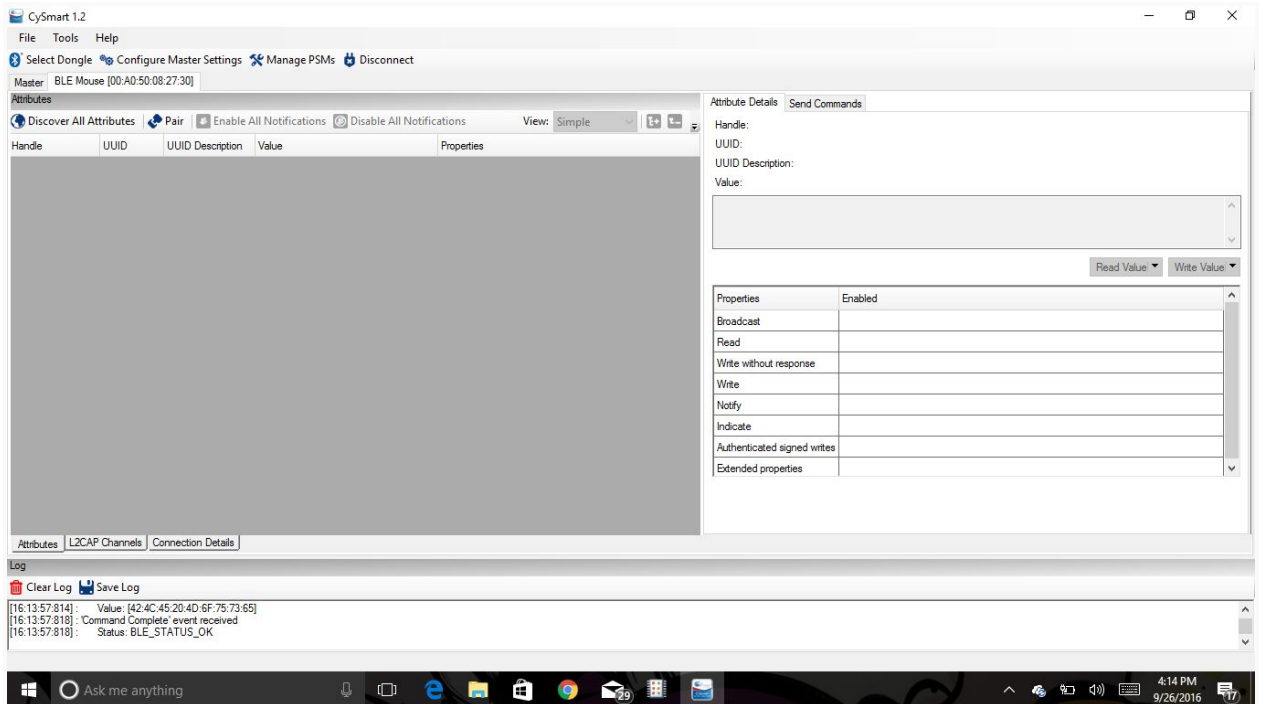 CySmart 1.2
File Tools Help
Select Dongle Configure Master Settings Manage PSMs Disconnect
Master BLE Mouse [00:A0:50:08:27:30]
Attributes
Discover All Attributes Pair Enable All Notifications Disable All Notifications View: Simple
Handle UUID UUID Description Value Properties
Attribute Details Send Commands
Handle:
UUID:
UUID Description:
Value:
Read Value Write Value
Properties Enabled
Broadcast
Read
Write without response
Write
Notify
Indicate
Authenticated signed writes
Extended properties
Attributes L2CAP Channels Connection Details
Log
Clear Log Save Log
[16:13:57:814] : Value: [42:4C:45:20:4D:6F:75:73:65]
[16:13:57:818] : 'Command Complete' event received
[16:13:57:818] : Status: BLE_STATUS_OK
Ask me anything 29 4:14 PM
9/26/2016 17